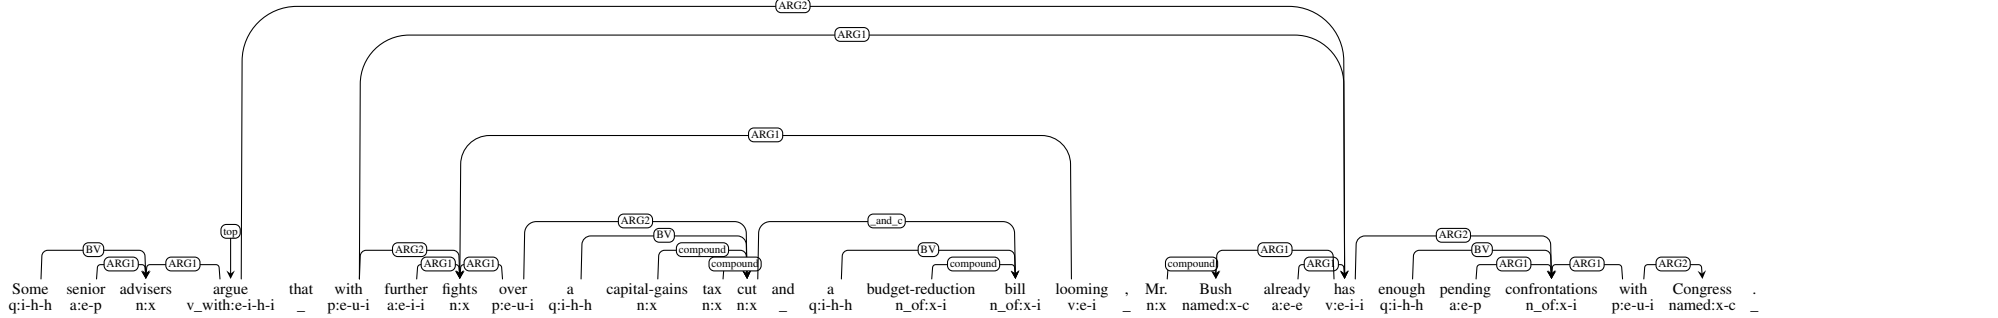 ARG2
ARG1
ARG1
top ARG2 _and_c
BV ARG2
BV ARG2 BV compound BV ARG1 BV
ARG1 ARG1 ARG1 ARG1 compound compound compound ARG1 ARG1 ARG1 ARG2
Some senior advisers argue that with further fights over a capital-gains tax cut and a budget-reduction bill looming , Mr. Bush already has enough pending confrontations with Congress .
q:i-h-h a:e-p n:x v_with:e-i-h-i _ p:e-u-i a:e-i-i n:x p:e-u-i q:i-h-h n:x n:x n:x _ q:i-h-h n_of:x-i n_of:x-i v:e-i _ n:x named:x-c a:e-e v:e-i-i q:i-h-h a:e-p n_of:x-i p:e-u-i named:x-c _